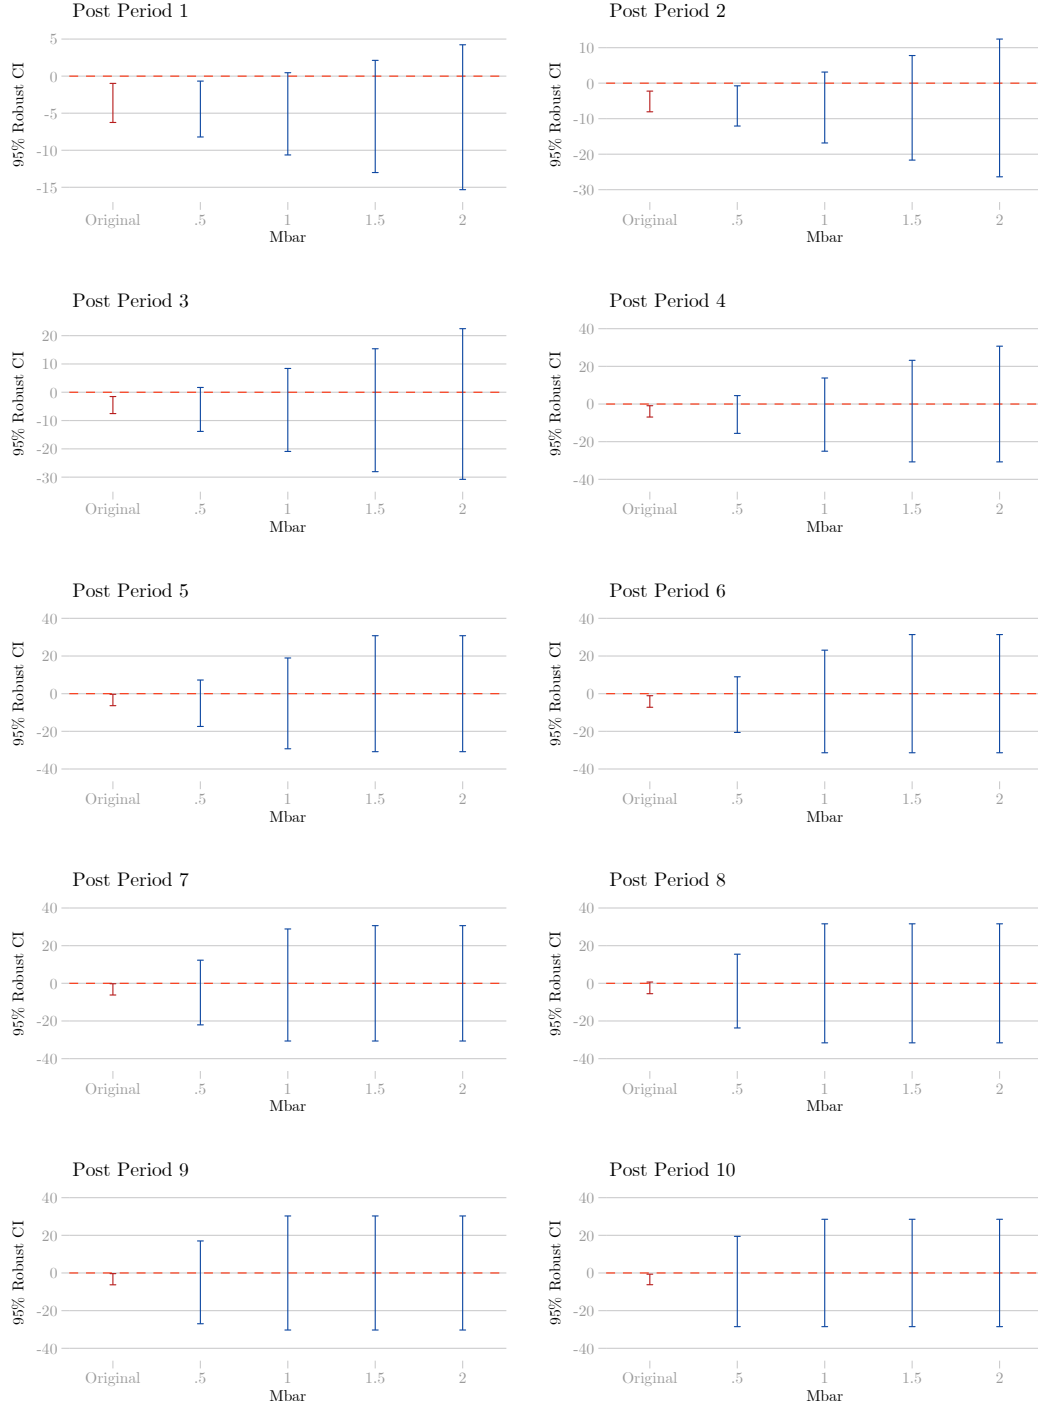 Post Period 1
95% Robust CI
5
0
-5
-10
-15
Original .5 1 1.5 2
Mbar
Post Period 2
95% Robust CI
10
0
-10
-20
-30
Original .5 1 1.5 2
Mbar
Post Period 3
95% Robust CI
20
10
0
-10
-20
-30
Original .5 1 1.5 2
Mbar
Post Period 4
95% Robust CI
40
20
0
-20
-40
Original .5 1 1.5 2
Mbar
Post Period 5
95% Robust CI
40
20
0
-20
-40
Original .5 1 1.5 2
Mbar
Post Period 6
95% Robust CI
40
20
0
-20
-40
Original .5 1 1.5 2
Mbar
Post Period 7
95% Robust CI
40
20
0
-20
-40
Original .5 1 1.5 2
Mbar
Post Period 8
95% Robust CI
40
20
0
-20
-40
Original .5 1 1.5 2
Mbar
Post Period 9
95% Robust CI
40
20
0
-20
-40
Original .5 1 1.5 2
Mbar
Post Period 10
95% Robust CI
40
20
0
-20
-40
Original .5 1 1.5 2
Mbar